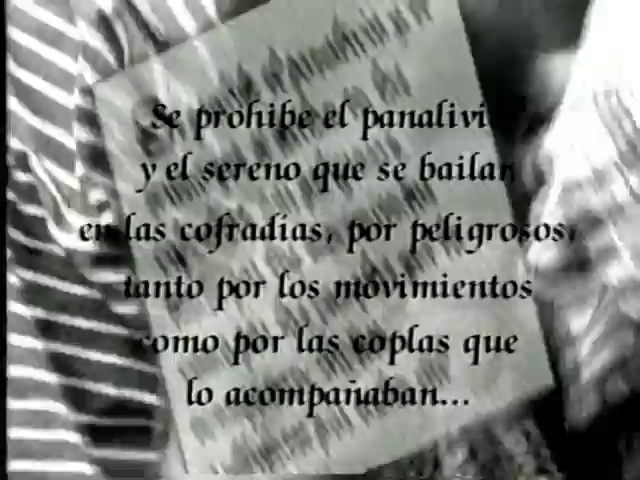 Se prohibe el panalivi
y el sereno que se bailan
en las cofradías, por peligrosos,
tanto por los movimientos
como por las coplas que
lo acompañaban...